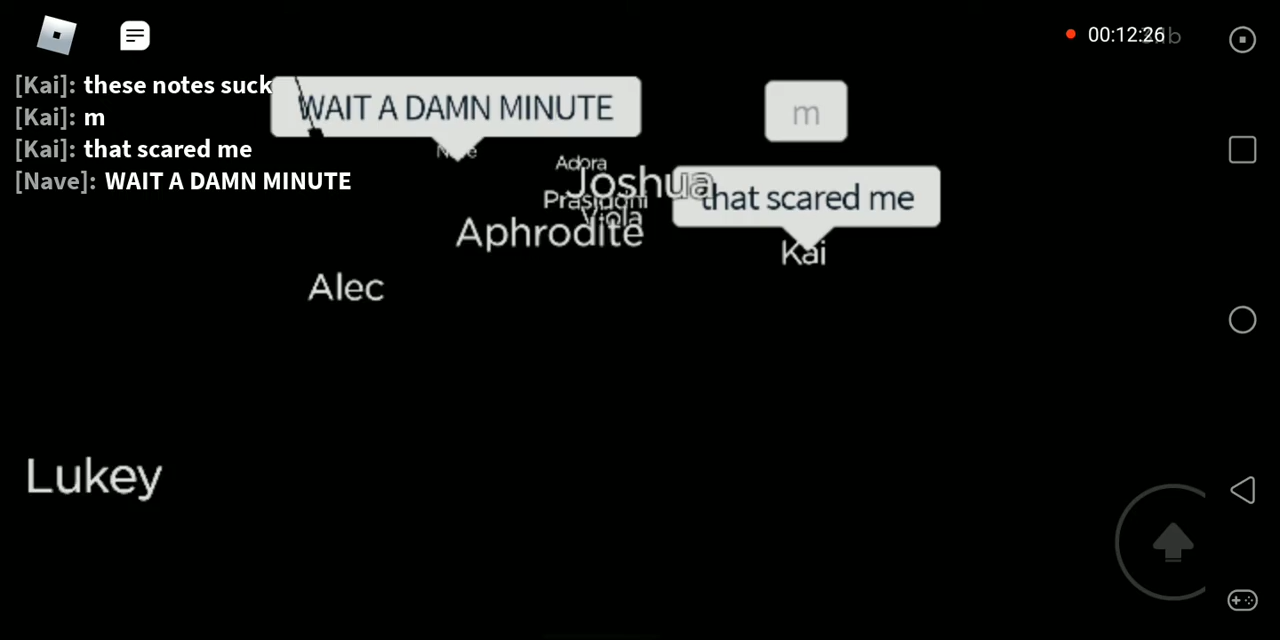 00:12:26
[Kai]: these notes suck
[Kai]: m
[Kai]: that scared me
[Nave]: WAIT A DAMN MINUTE
WAIT A DAMN MINUTE
m
Adora
Joshua
that scared me
Viola
Aphrodite
Kai
Alec
Lukey